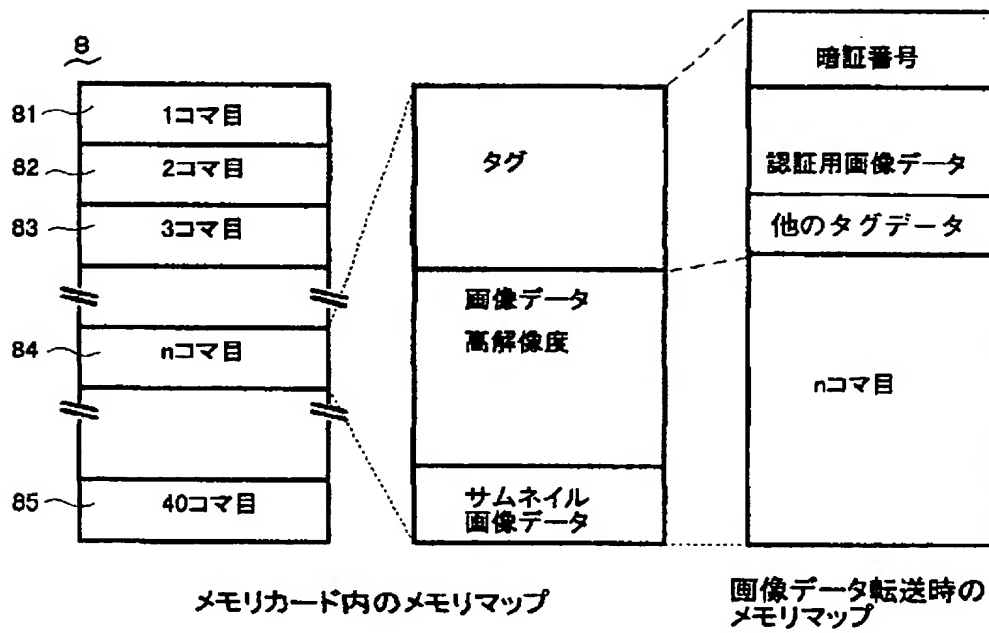 8
81
1コマ目
82
2コマ目
83
3コマ目
84
nコマ目
85
40コマ目
タグ
画像データ
高解像度
サムネイル
画像データ
暗証番号
認証用画像データ
他のタグデータ
nコマ目
メモリカード内のメモリマップ
画像データ転送時の
メモリマップ